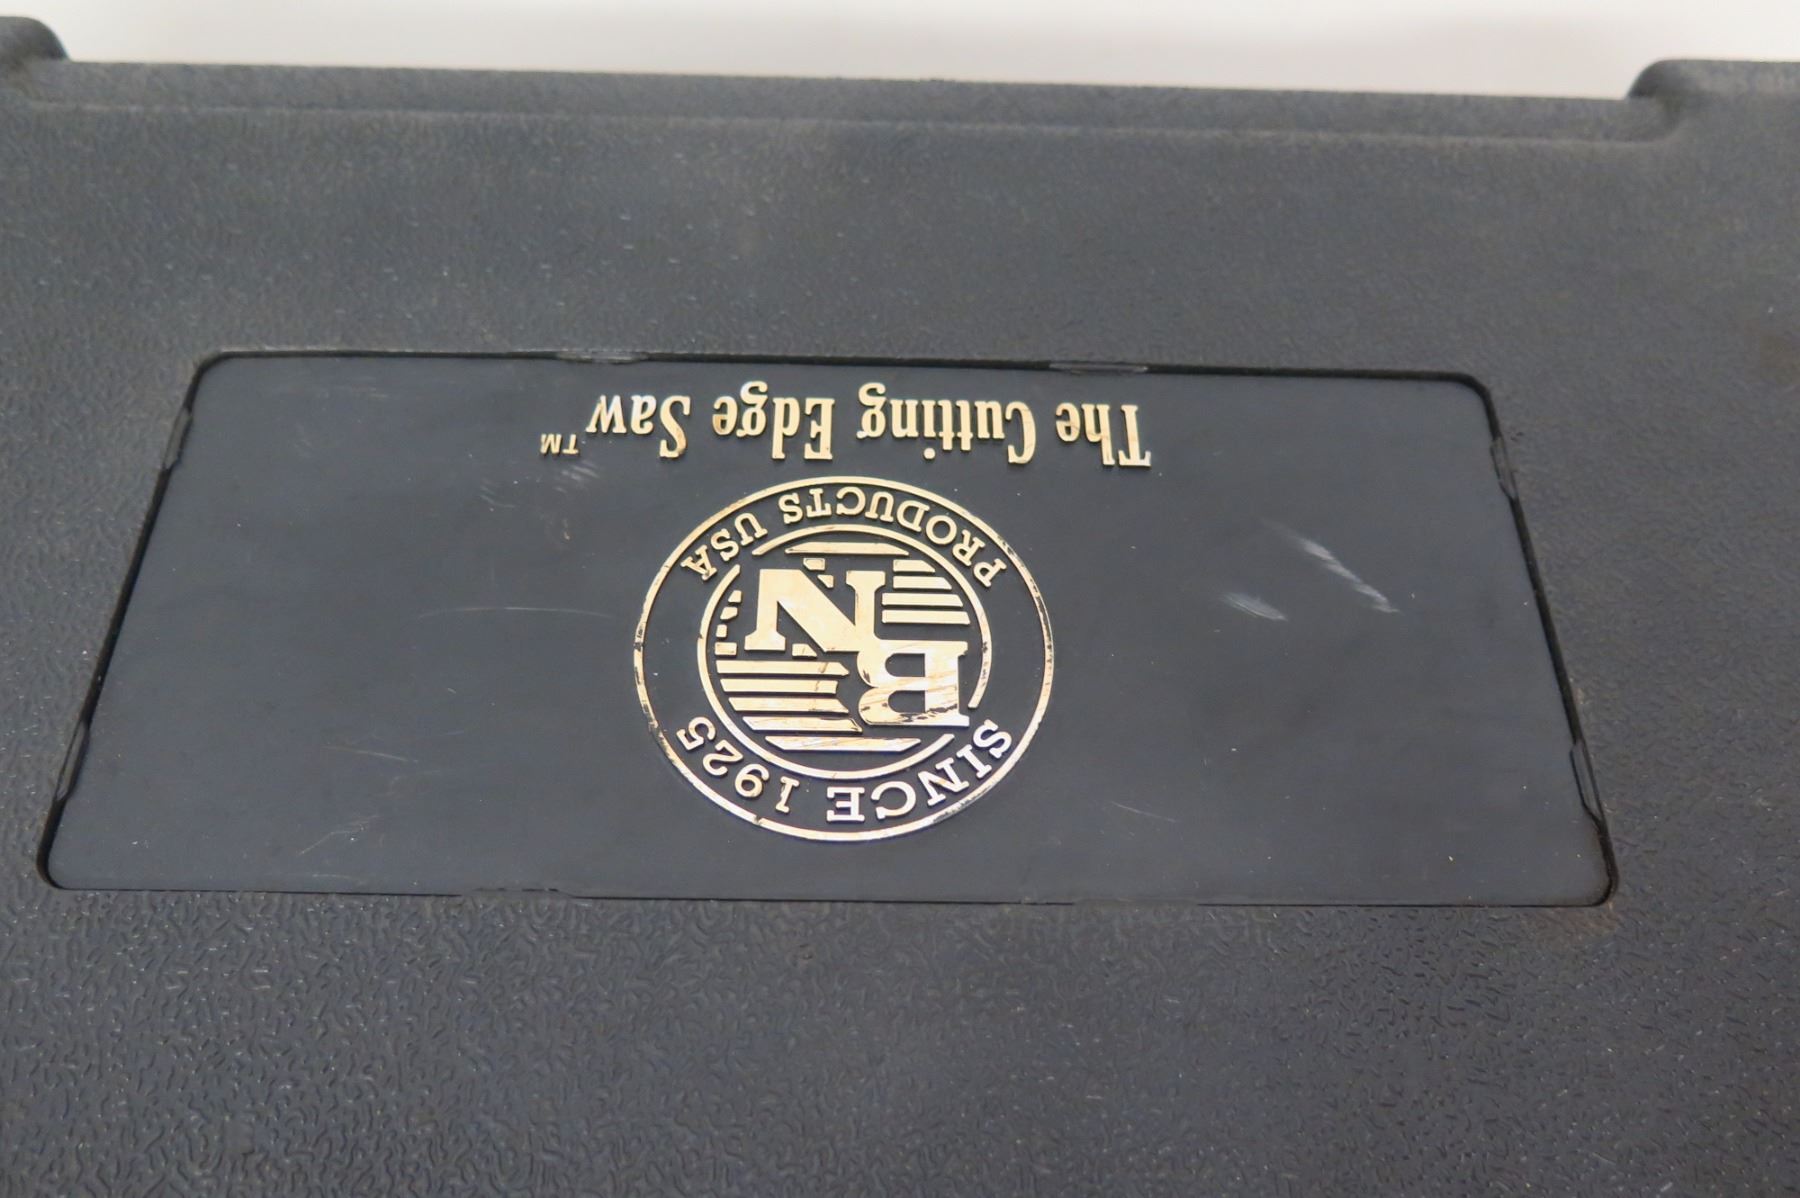 SINCE 1925
BN
PRODUCTS USA
The Cutting Edge Saw™